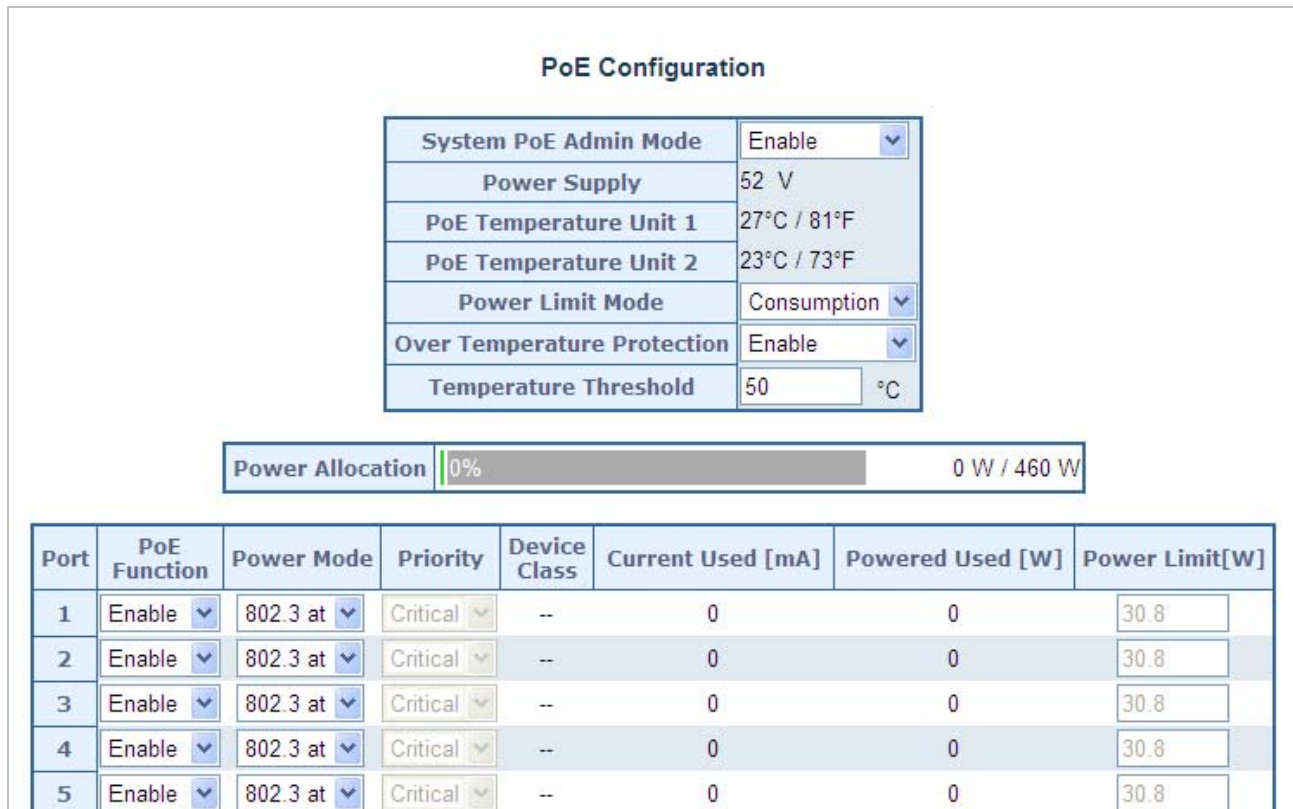 PoE Configuration
System PoE Admin Mode Enable
Power Supply 52 V
PoE Temperature Unit 1 27°C / 81°F
PoE Temperature Unit 2 23°C / 73°F
Power Limit Mode Consumption
Over Temperature Protection Enable
Temperature Threshold 50 °C
Power Allocation 0% 0 W / 460 W
Port PoE Function Power Mode Priority Device Class Current Used [mA] Powered Used [W] Power Limit[W]
1 Enable 802.3 at Critical -- 0 0 30.8
2 Enable 802.3 at Critical -- 0 0 30.8
3 Enable 802.3 at Critical -- 0 0 30.8
4 Enable 802.3 at Critical -- 0 0 30.8
5 Enable 802.3 at Critical -- 0 0 30.8